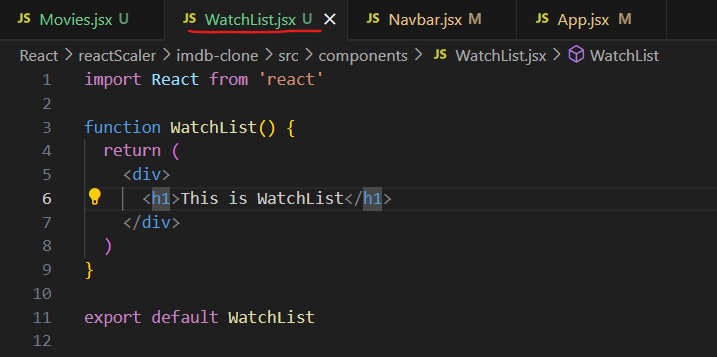 JS Movies.jsx U JS WatchList.jsx U × JS Navbar.jsx M JS App.jsx M
React > reactScaler > imdb-clone > src > components > JS WatchList.jsx > WatchList
1 import React from 'react'
2
3 function WatchList() {
4   return (
5     <div>
6       <h1>This is WatchList</h1>
7     </div>
8   )
9 }
10
11 export default WatchList
12